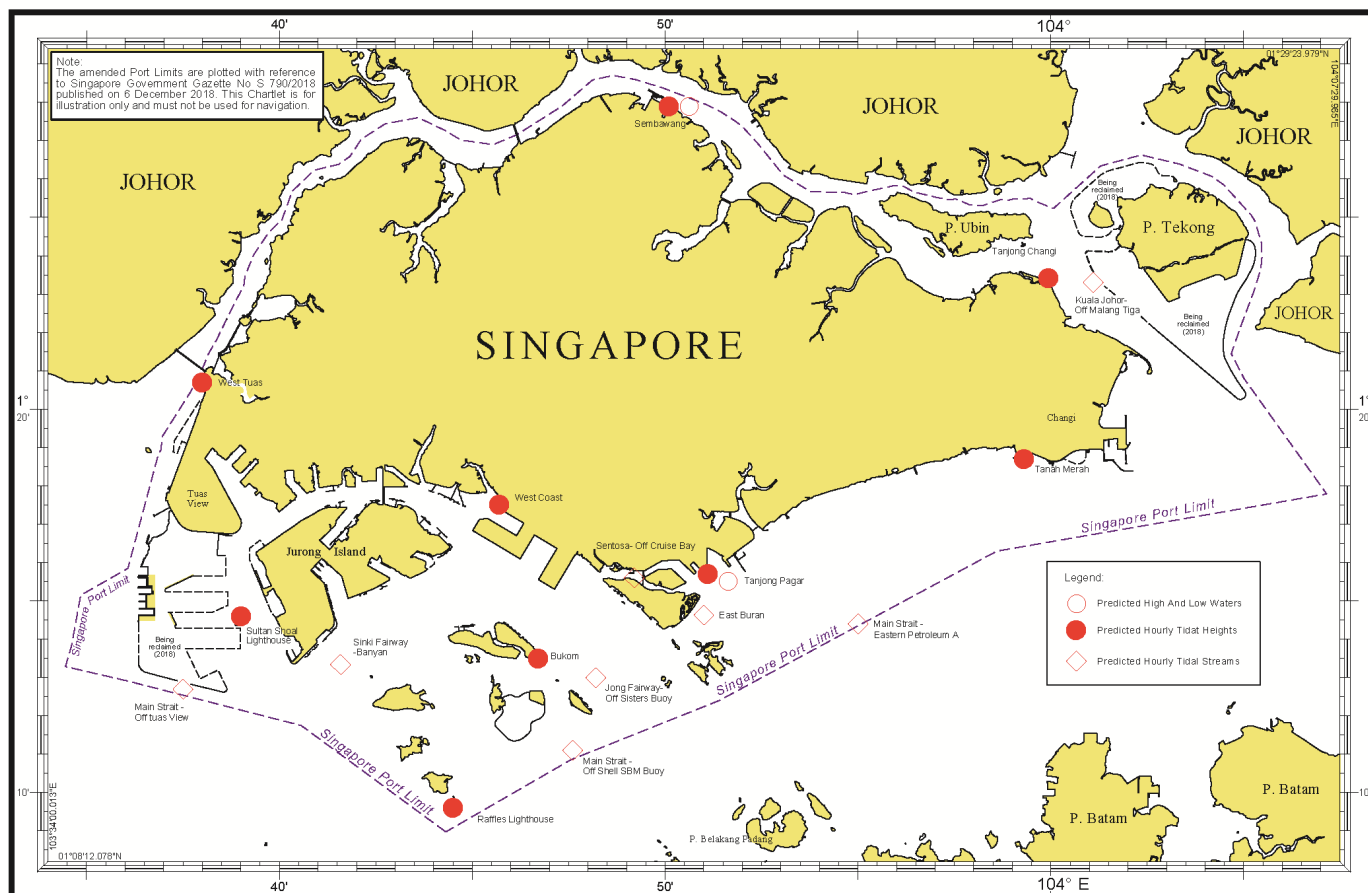 40'
50'
104°
Note:
The amended Port Limits are plotted with reference
to Singapore Government Gazette No S 790/2018
published on 6 December 2018. This Chartlet is for
illustration only and must not be used for navigation.
01°29'23.979"N
104°07'29.965"E
JOHOR
JOHOR
JOHOR
JOHOR
Sembawang
Being
reclaimed
(2018)
P. Ubin
P. Tekong
Tanjong Changi
Kuala Johor-
Off Malang Tiga
Being
reclaimed
(2018)
JOHOR
SINGAPORE
West Tuas
1°
20'
1°
20'
Changi
Tanah Merah
Tuas
View
West Coast
Singapore Port Limit
Jurong Island
Sentosa- Off Cruise Bay
Tanjong Pagar
Singapore Port Limit
East Buran
Main Strait -
Eastern Petroleum A
Legend:
Predicted High And Low Waters
Predicted Hourly Tidat Heights
Predicted Hourly Tidal Streams
Sultan Shoal
Lighthouse
Being
reclaimed
(2018)
Sinki Fairway
-Banyan
Bukom
Jong Fairway-
Off Sisters Buoy
Singapore Port Limit
Main Strait -
Off tuas View
Singapore Port Limit
Main Strait -
Off Shell SBM Buoy
10'
10'
103°34'00.013"E
Raffles Lighthouse
P. Belakang Padang
P. Batam
P. Batam
01°08'12.078"N
40'
50'
104° E